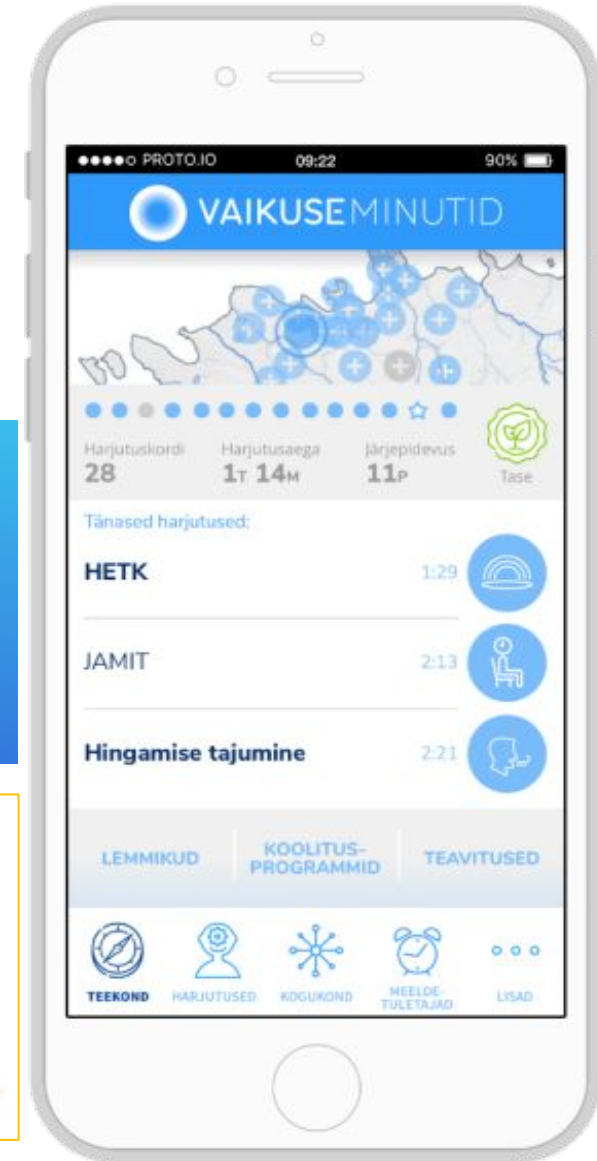 PROTO.IO 09:22 90%
VAIKUSEMINUTID
Harjutuskordi Harjutusaega Järjepidevus
28 1T 14M 11P Tase
Tänased harjutused:
HETK 1:29
JAMIT 2:13
Hingamise tajumine 2:21
LEMMIKUD KOOLITUS-
PROGRAMMID TEAVITUSED
TEEKOND HARJUTUSED KOGUKOND MEELDE-
TULETAJAD LISAD